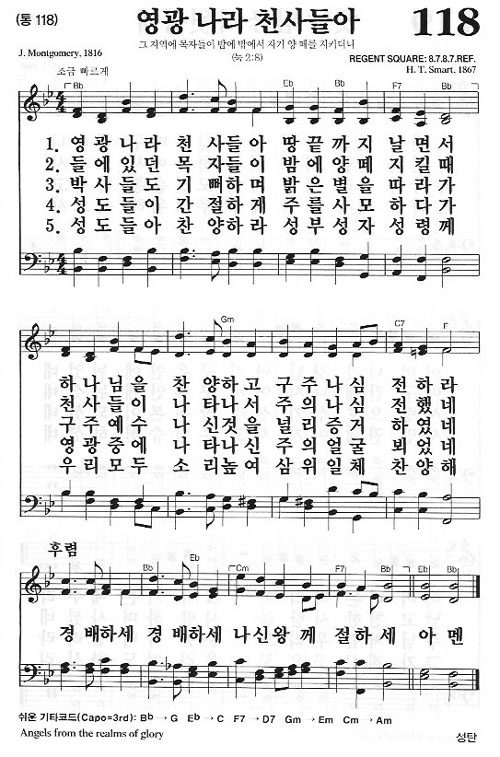 (통 118)
영광 나라 천사들아
118
그 지역에 목자들이 밤에 밖에서 자기 양 떼를 지키더니
(눅 2:8)
J. Montgomery, 1816
REGENT SQUARE: 8.7.8.7.REF.
H. T. Smart, 1867
조금 빠르게
Bb Eb Bb F7 Bb
1. 영광나라 천사들아 땅끝까지 날면서
2. 들에있던 목자들이 밤에양떼 지킬때
3. 박사들도 기뻐하며 밝은별을 따라가
4. 성도들이 간절하게 주를사모 하다가
5. 성도들아 찬양하라 성부성자 성령께
Gm C7 F
하나님을 찬양하고 구주나심 전하라
천사들이 나타나서 주의나심 전했네
구주예수 나신것을 널리증거 하였네
영광중에 나타나신 주의얼굴 뵈었네
우리모두 소리높여 삼위일체 찬양해
후렴
Bb Eb Cm F7 Bb Eb Bb
경배하세 경배하세 나신왕께 절하세 아멘
쉬운 기타코드(Capo=3rd): Bb → G Eb → C F7 → D7 Gm → Em Cm → Am
Angels from the realms of glory
성탄